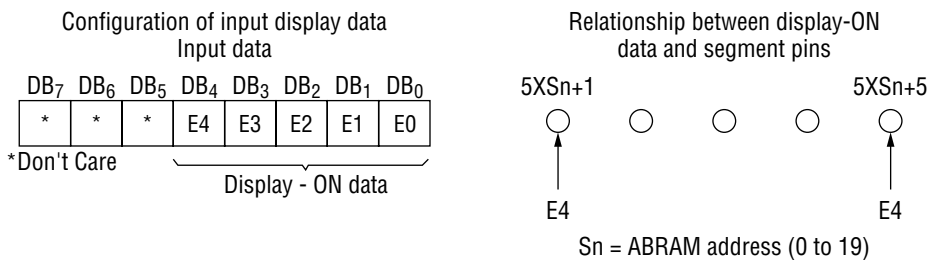 Configuration of input display data
Input data
DB7 DB6 DB5 DB4 DB3 DB2 DB1 DB0
* * * E4 E3 E2 E1 E0
*Don't Care
Display - ON data
Relationship between display-ON
data and segment pins
5XSn+1 5XSn+5
E4 E4
Sn = ABRAM address (0 to 19)